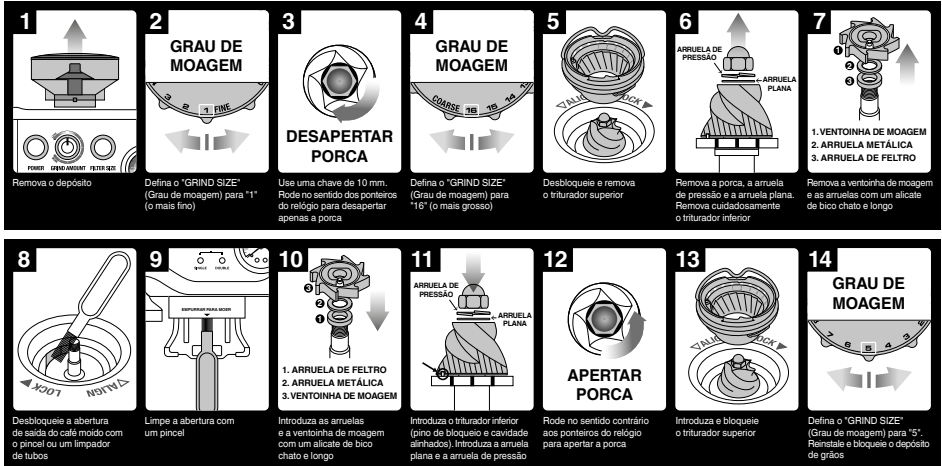 1
POWER GRIND AMOUNT FILTER SIZE
Remova o depósito
2
GRAU DE
MOAGEM
3 2 1 FINE
Defina o "GRIND SIZE"
(Grau de moagem) para "1"
(o mais fino)
3
DESAPERTAR
PORCA
Use uma chave de 10 mm.
Rode no sentido dos ponteiros
do relógio para desapertar
apenas a porca
4
GRAU DE
MOAGEM
COARSE 16 15 14
Defina o "GRIND SIZE"
(Grau de moagem) para
"16" (o mais grosso)
5
ALIGN LOCK
Desbloqueie e remova
o triturador superior
6
ARRUELA DE
PRESSÃO
ARRUELA
PLANA
Remova a porca, a arruela
de pressão e a arruela plana.
Remova cuidadosamente
o triturador inferior
7
1
2
3
1. VENTOINHA DE MOAGEM
2. ARRUELA METÁLICA
3. ARRUELA DE FELTRO
Remova a ventoinha de moagem
e as arruelas com um alicate
de bico chato e longo
8
LOCK ALIGN
Desbloqueie a abertura
de saída do café moído com
o pincel ou um limpador
de tubos
9
SINGLE DOUBLE
EMPURRAR PARA MOER
Limpe a abertura com
um pincel
10
3
2
1
1. ARRUELA DE FELTRO
2. ARRUELA METÁLICA
3. VENTOINHA DE MOAGEM
Introduza as arruelas
e a ventoinha de moagem
com um alicate de bico
chato e longo
11
ARRUELA DE
PRESSÃO
ARRUELA
PLANA
Introduza o triturador inferior
(pino de bloqueio e cavidade
alinhados). Introduza a arruela
plana e a arruela de pressão
12
APERTAR
PORCA
Rode no sentido contrário
aos ponteiros do relógio
para apertar a porca
13
ALIGN LOCK
Introduza e bloqueie
o triturador superior
14
GRAU DE
MOAGEM
7 6 5 4 3
Defina o "GRIND SIZE"
(Grau de moagem) para "5".
Reinstale e bloqueie o depósito
de grãos